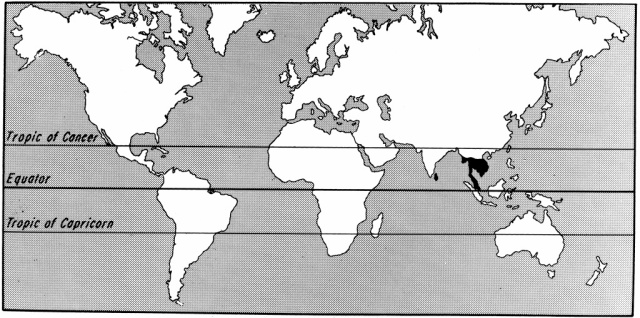 Tropic of Cancer
Equator
Tropic of Capricorn